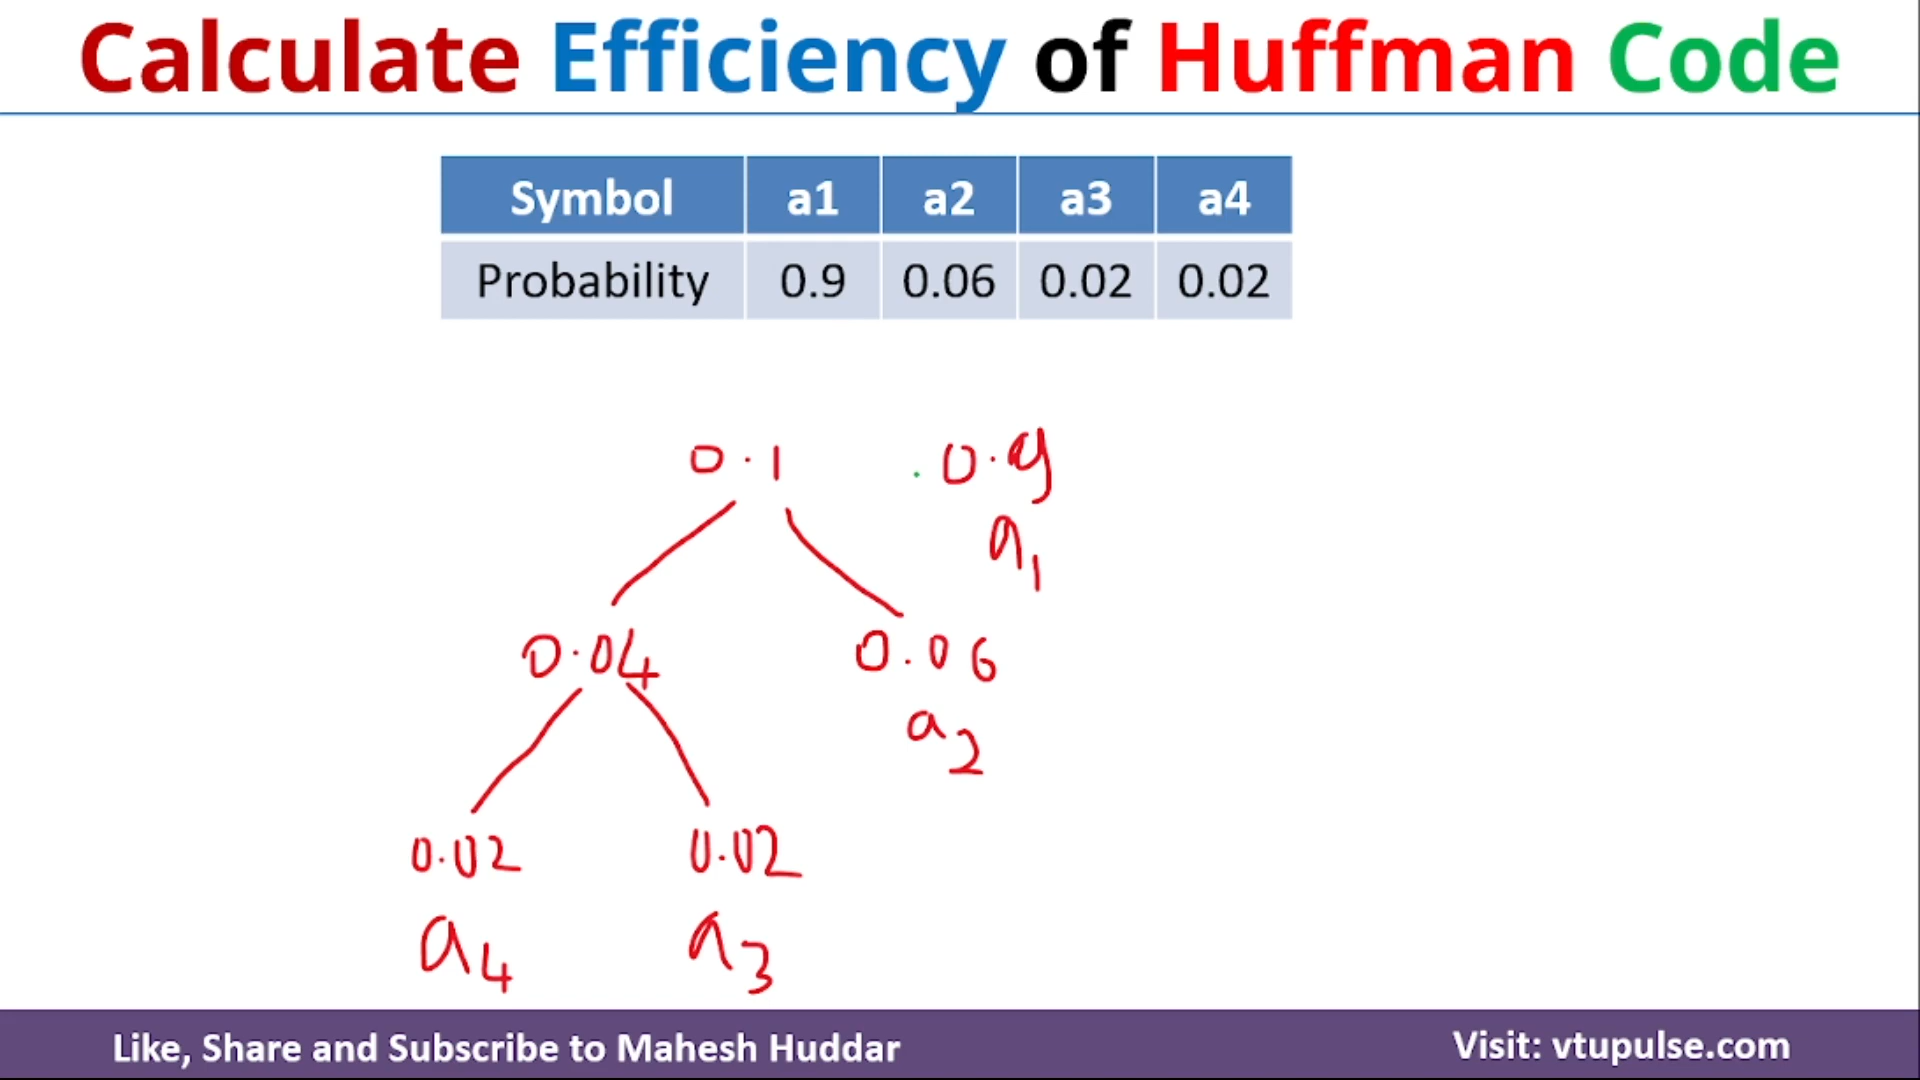 Calculate Efficiency of Huffman Code
Symbol a1 a2 a3 a4
Probability 0.9 0.06 0.02 0.02
0.1 0.9
a1
0.04 0.06
a2
0.02 0.02
a4 a3
Like, Share and Subscribe to Mahesh Huddar Visit: vtupulse.com